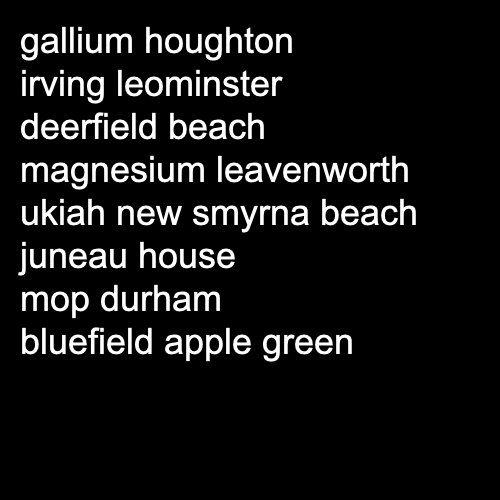 gallium houghton
irving leominster
deerfield beach
magnesium leavenworth
ukiah new smyrna beach
juneau house
mop durham
bluefield apple green